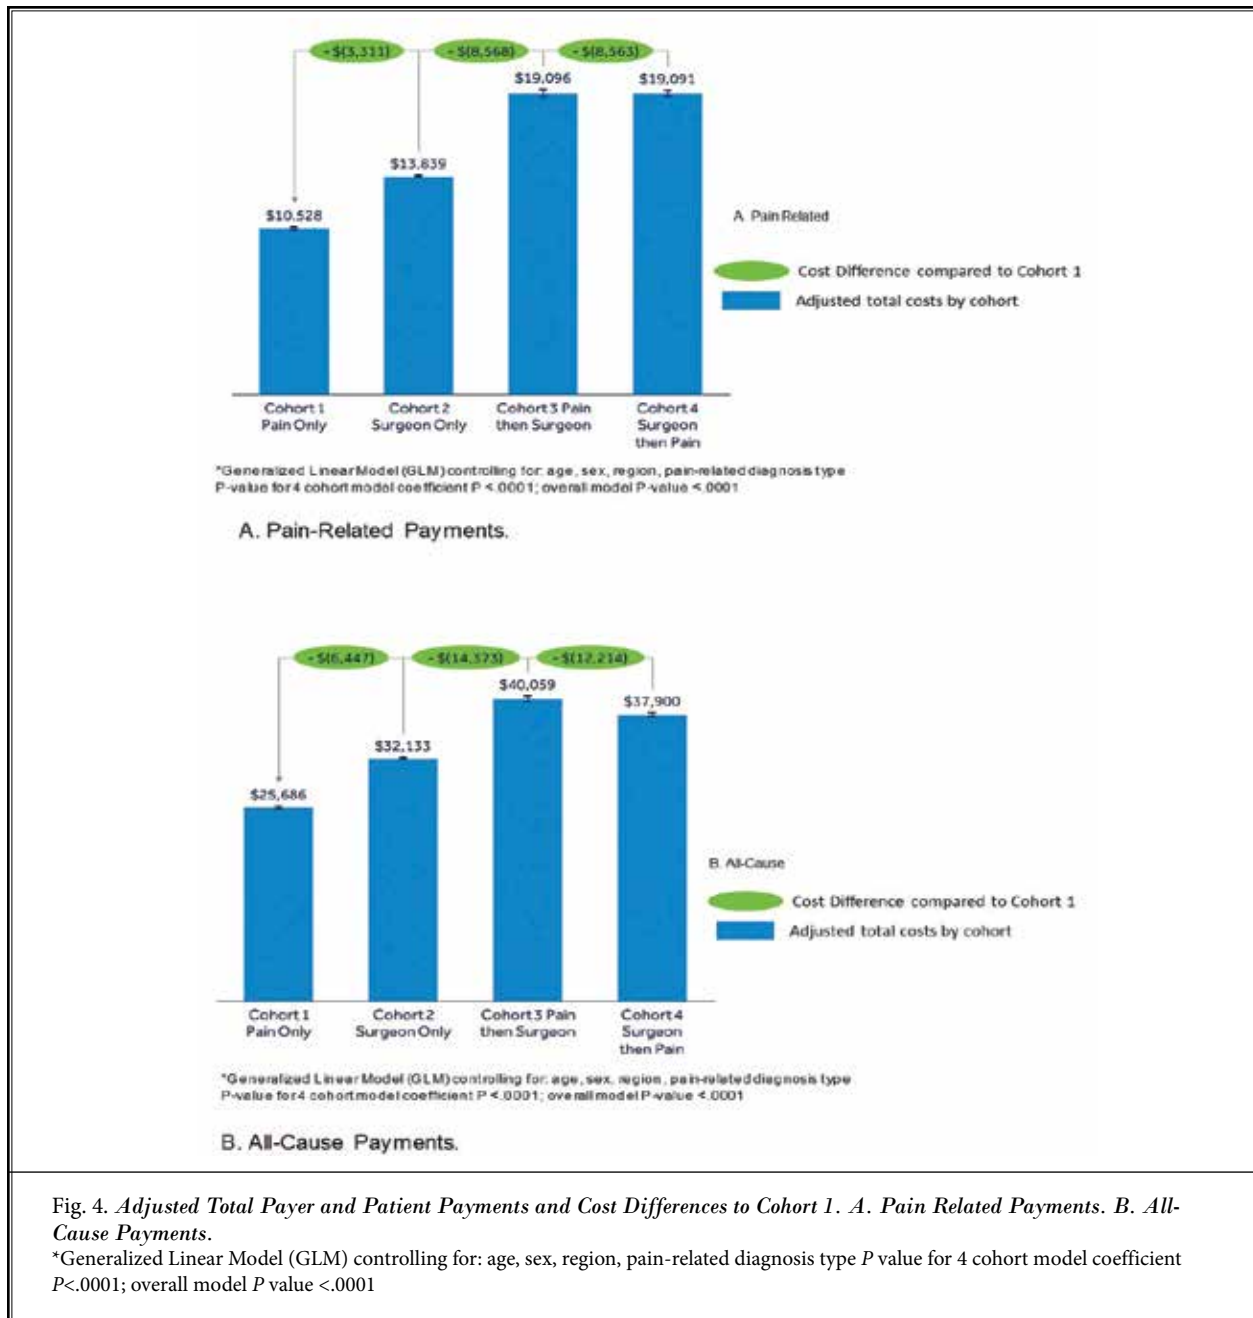 - $(3,311)
- $(8,568)
- $(8,563)
$19,096
$19,091
$13,839
$10,528
A. Pain Related
Cost Difference compared to Cohort 1
Adjusted total costs by cohort
Cohort 1
Pain Only
Cohort 2
Surgeon Only
Cohort 3 Pain
then Surgeon
Cohort 4
Surgeon
then Pain
*Generalized Linear Model (GLM) controlling for: age, sex, region, pain-related diagnosis type
P-value for 4 cohort model coefficient P <.0001; overall model P-value <.0001
A. Pain-Related Payments.
- $(6,447)
- $(14,373)
- $(12,214)
$40,059
$37,900
$32,133
$25,686
B. All-Cause
Cost Difference compared to Cohort 1
Adjusted total costs by cohort
Cohort 1
Pain Only
Cohort 2
Surgeon Only
Cohort 3 Pain
then Surgeon
Cohort 4
Surgeon
then Pain
*Generalized Linear Model (GLM) controlling for: age, sex, region, pain-related diagnosis type
P-value for 4 cohort model coefficient P <.0001; overall model P-value <.0001
B. All-Cause Payments.
Fig. 4. Adjusted Total Payer and Patient Payments and Cost Differences to Cohort 1. A. Pain Related Payments. B. All-
Cause Payments.
*Generalized Linear Model (GLM) controlling for: age, sex, region, pain-related diagnosis type P value for 4 cohort model coefficient
P<.0001; overall model P value <.0001